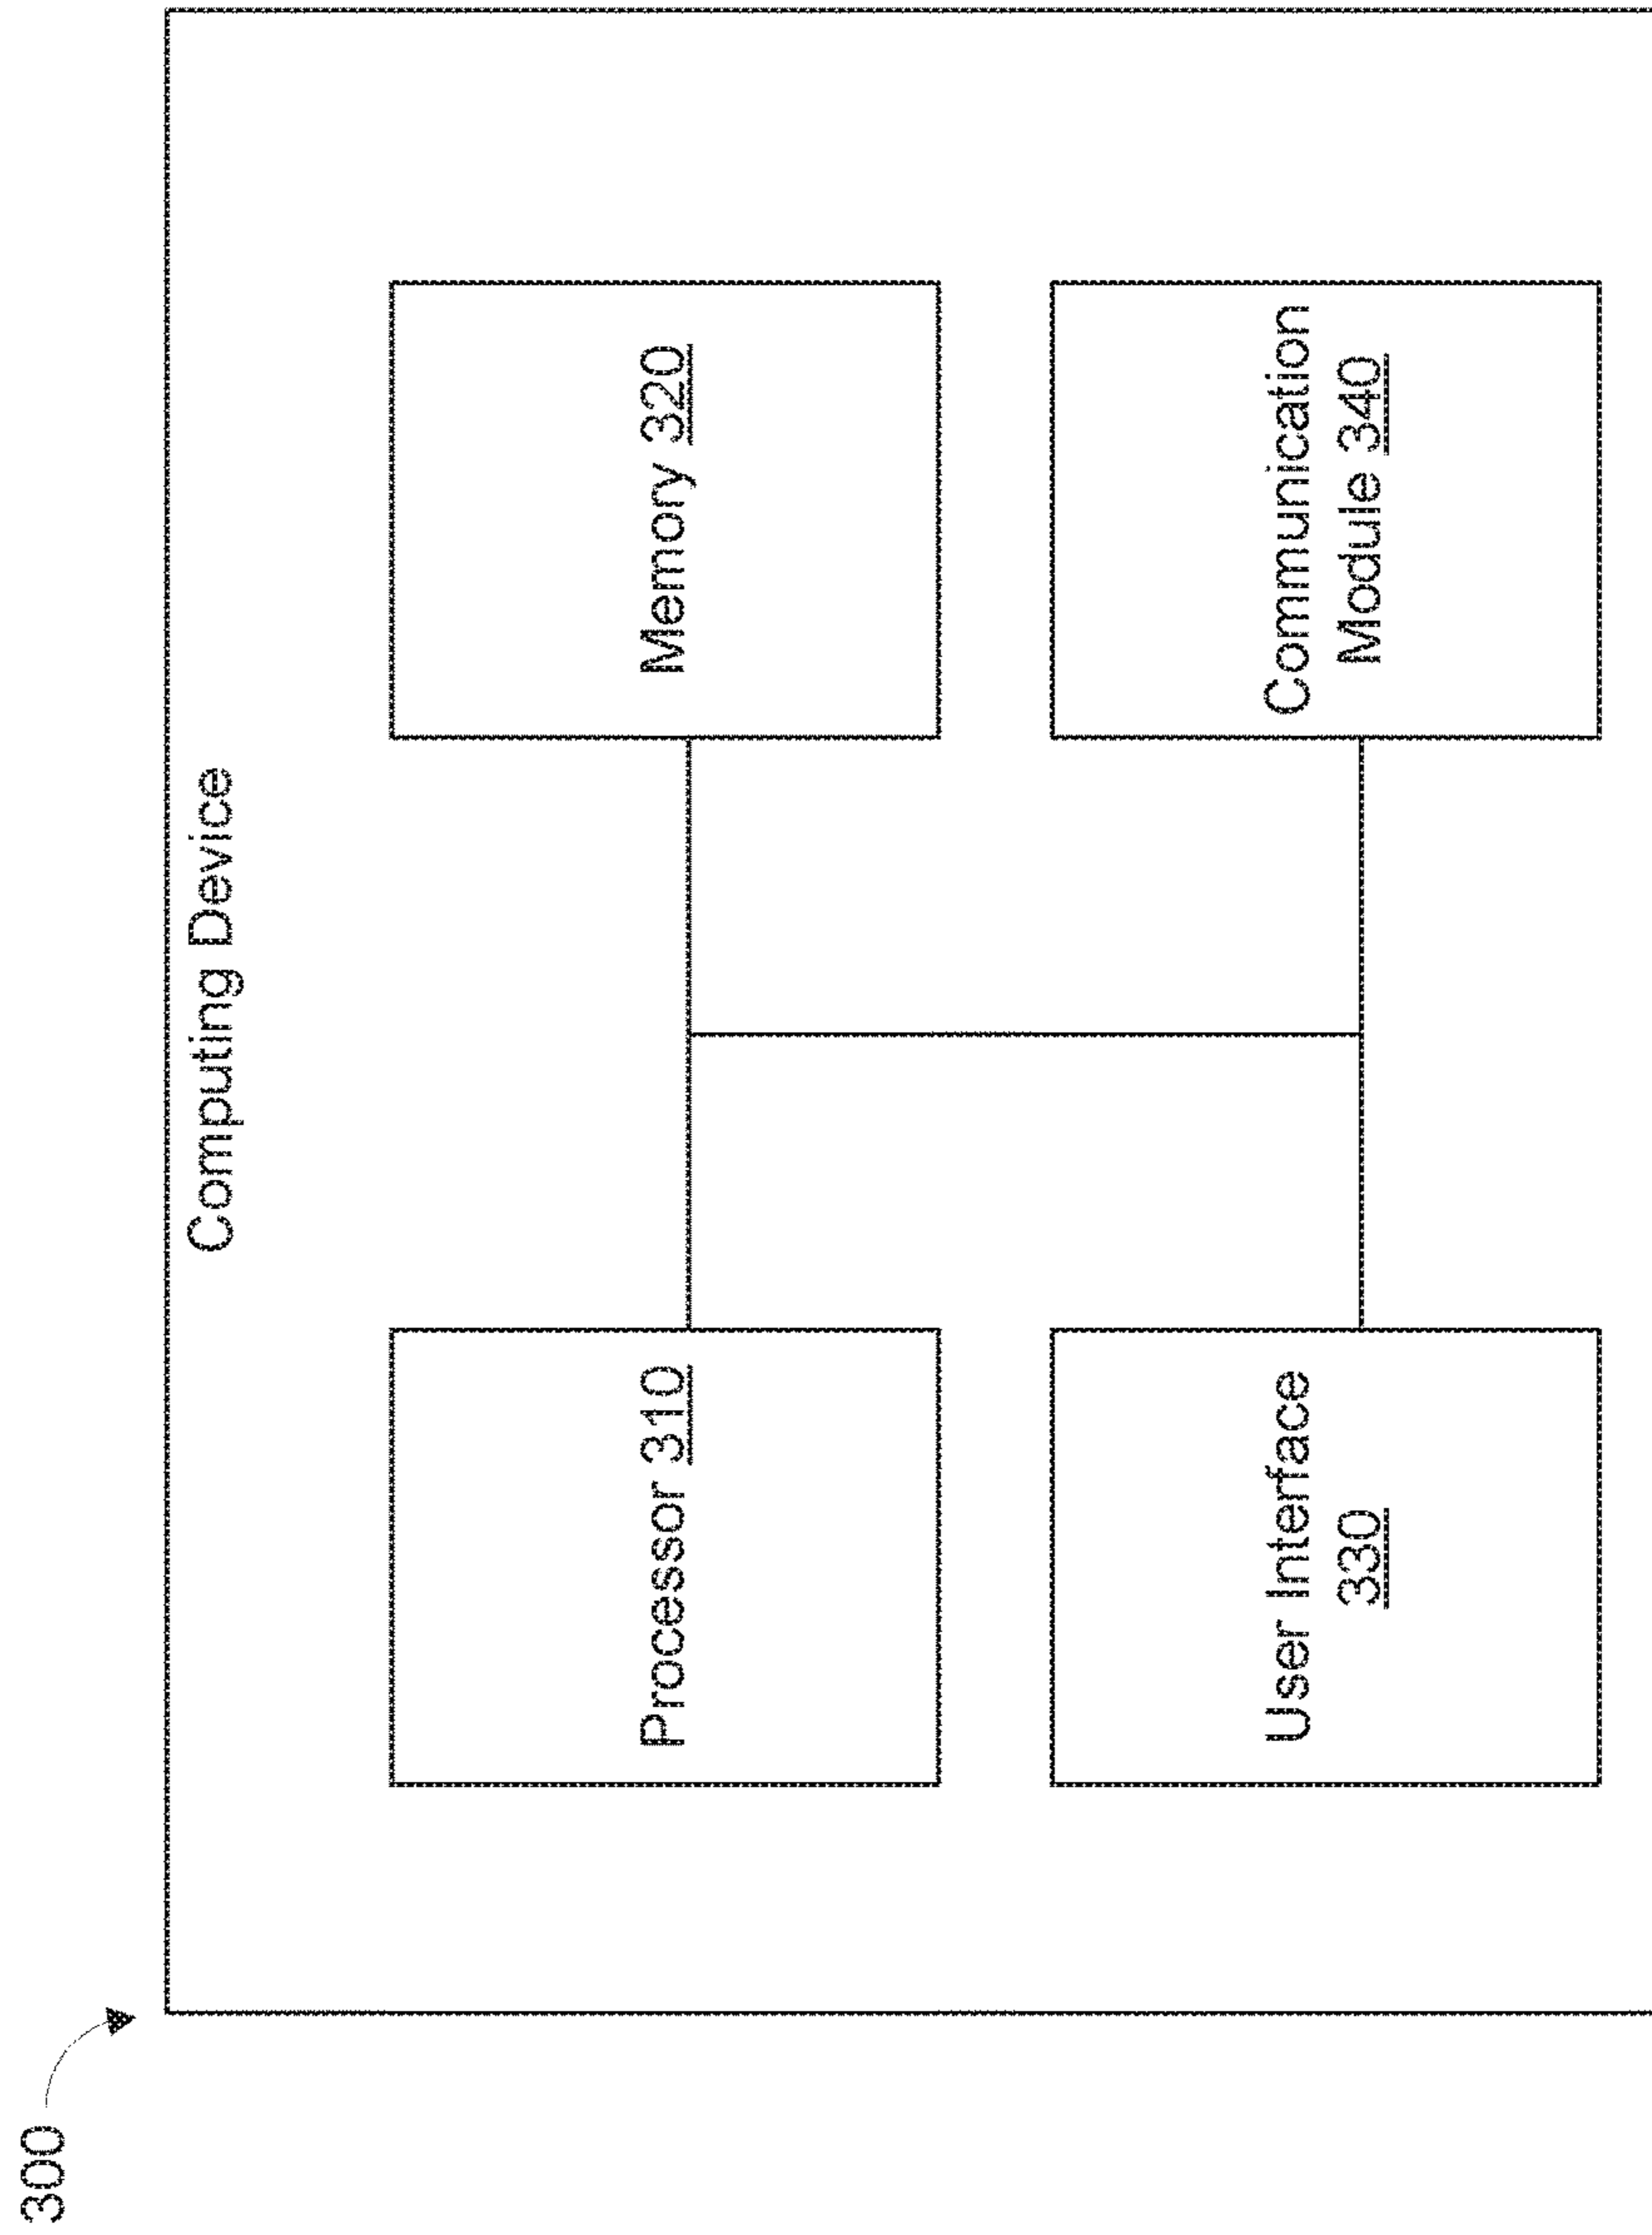 300
Computing Device
Processor 310
Memory 320
User Interface
330
Communication
Module 340